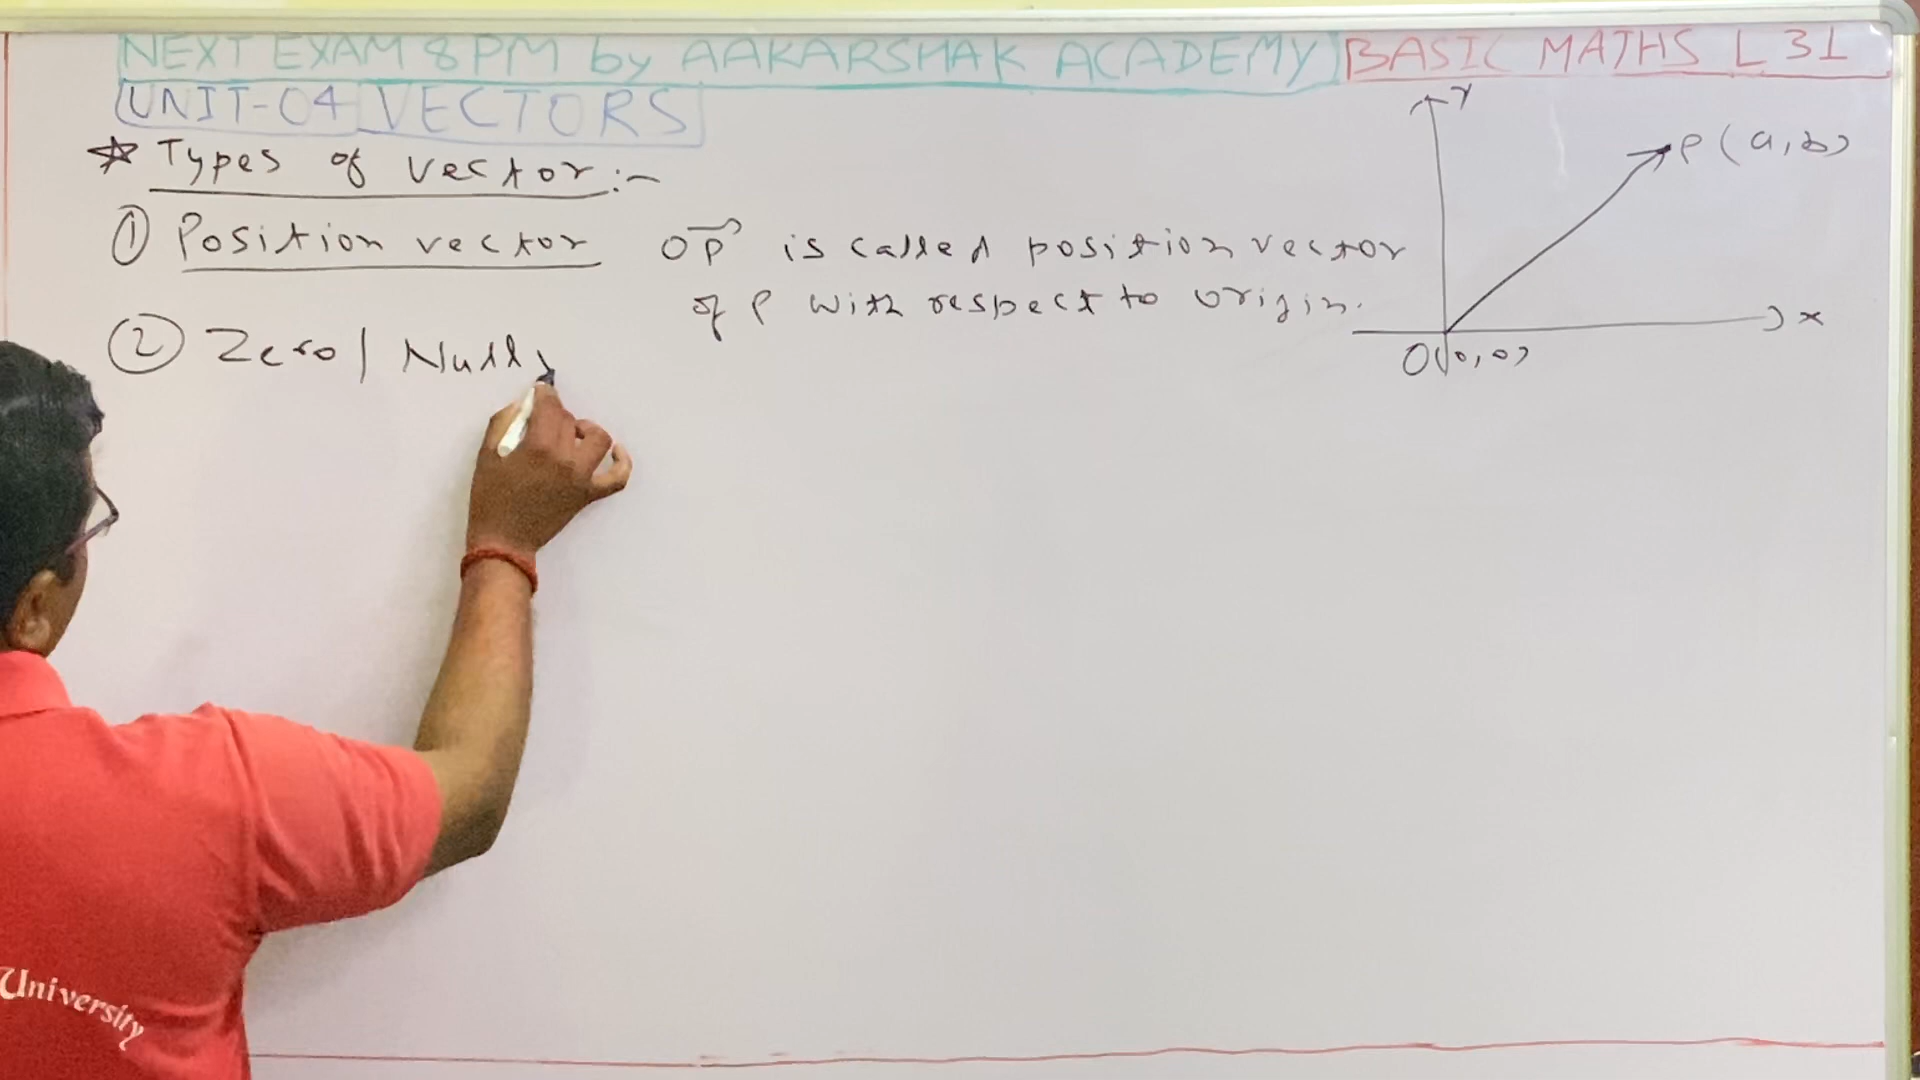 NEXT EXAM 8PM by AAKARSHAK ACADEMY BASIC MATHS L 31
UNIT-04 VECTORS
☆ Types of vector:-
① Position vector OP⃗ is called position vector
of P with respect to origin.
② Zero / Null
Y
P(a,b)
x
O(0,0)
University